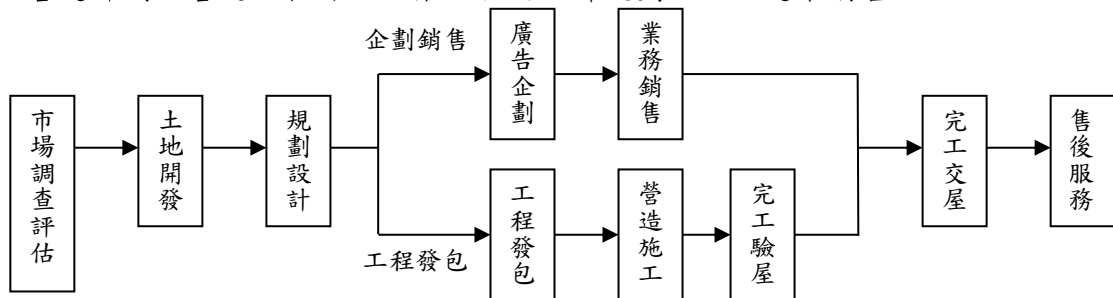 企劃銷售
廣告企劃
業務銷售
市場調查評估
土地開發
規劃設計
完工交屋
售後服務
工程發包
工程發包
營造施工
完工驗屋